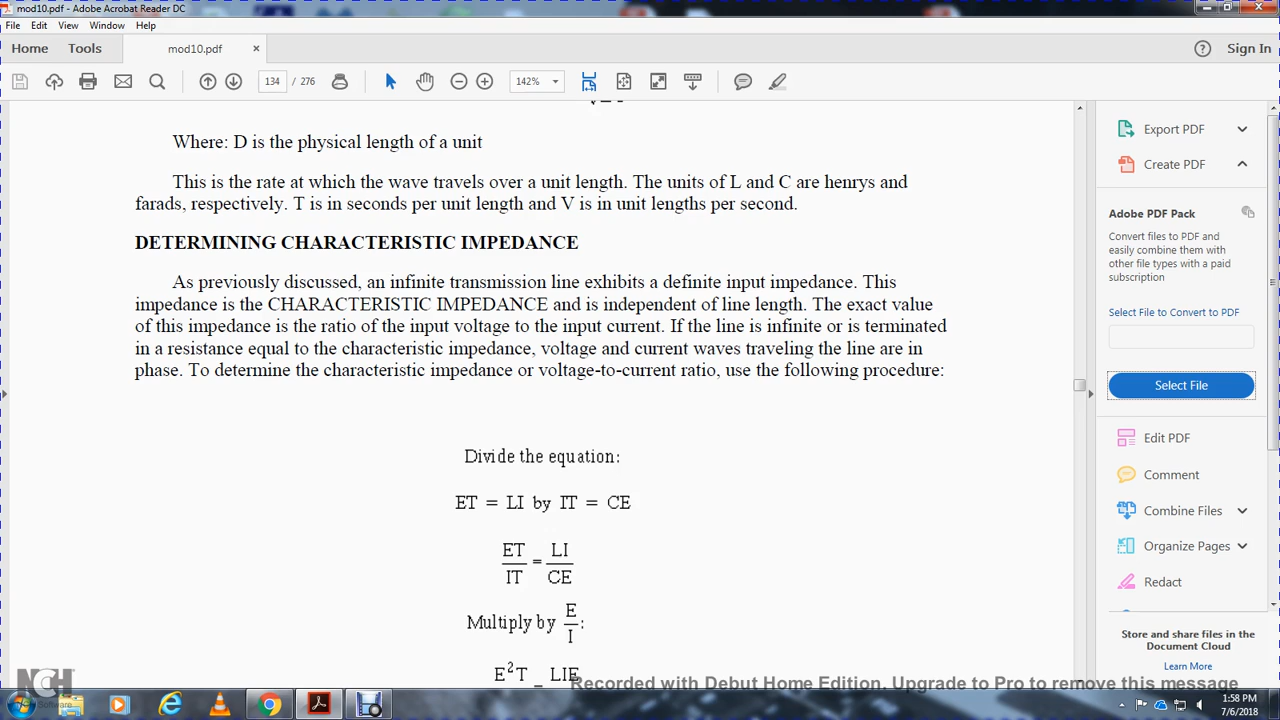 mod10.pdf - Adobe Acrobat Reader DC
File Edit View Window Help
Home Tools mod10.pdf × Sign In
134 / 276 142%
Where: D is the physical length of a unit
This is the rate at which the wave travels over a unit length. The units of L and C are henrys and
farads, respectively. T is in seconds per unit length and V is in unit lengths per second.
DETERMINING CHARACTERISTIC IMPEDANCE
As previously discussed, an infinite transmission line exhibits a definite input impedance. This
impedance is the CHARACTERISTIC IMPEDANCE and is independent of line length. The exact value
of this impedance is the ratio of the input voltage to the input current. If the line is infinite or is terminated
in a resistance equal to the characteristic impedance, voltage and current waves traveling the line are in
phase. To determine the characteristic impedance or voltage-to-current ratio, use the following procedure:
Divide the equation:
ET = LI by IT = CE
ET/IT = LI/CE
Multiply by E/I:
E²T _ LIE
Export PDF
Create PDF
Adobe PDF Pack
Convert files to PDF and
easily combine them with
other file types with a paid
subscription
Select File to Convert to PDF
Select File
Edit PDF
Comment
Combine Files
Organize Pages
Redact
Store and share files in the
Document Cloud
Learn More
NCH
Software
Recorded with Debut Home Edition. Upgrade to Pro to remove this message
1:58 PM
7/6/2018